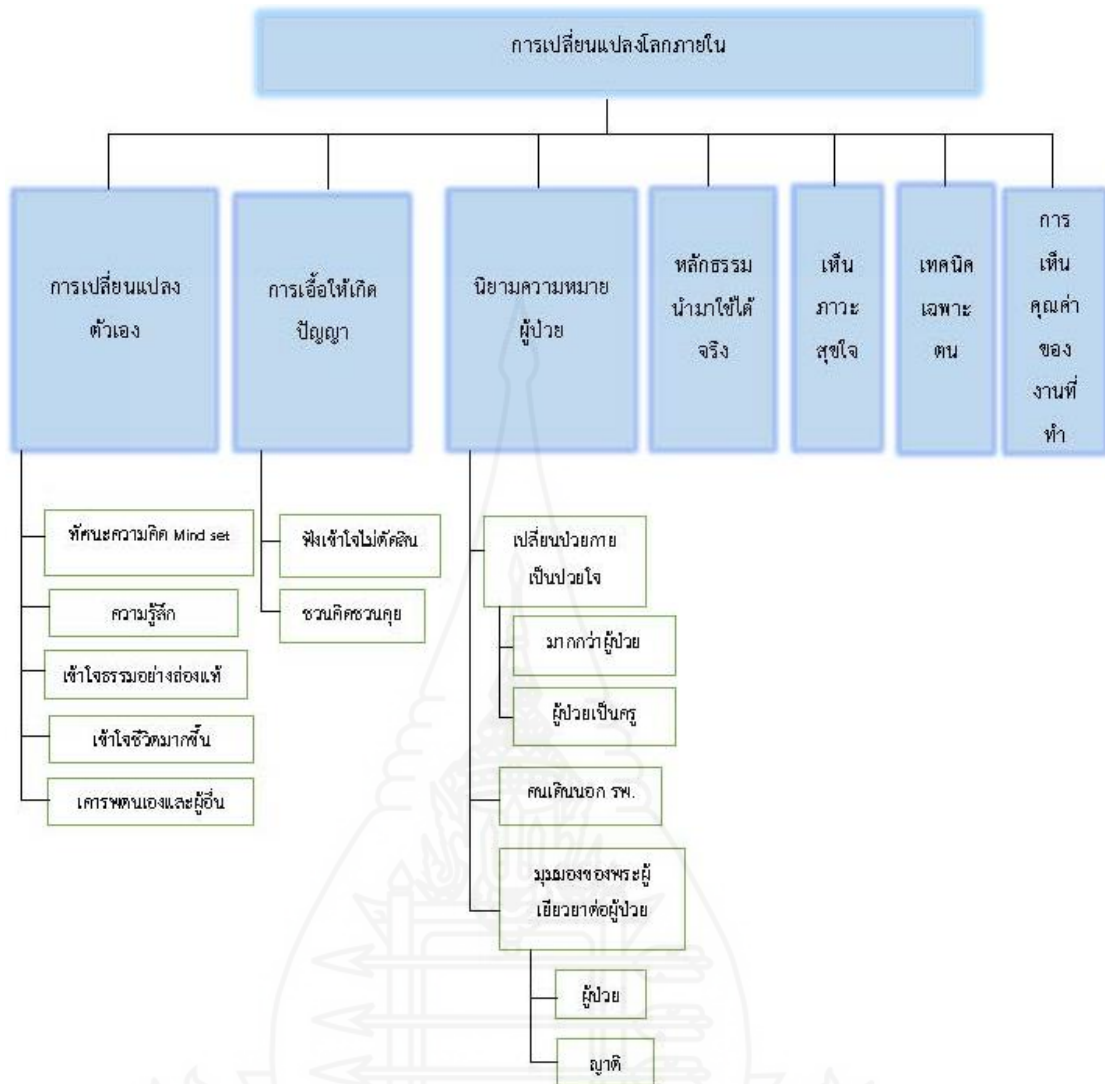 การเปลี่ยนแปลงโลกภายใน
การเปลี่ยนแปลง
ตัวเอง
การเอื้อให้เกิด
ปัญญา
นิยามความหมาย
ผู้ป่วย
หลักธรรม
นำมาใช้ได้
จริง
เห็น
ภาวะ
สุขใจ
เทคนิค
เฉพาะ
ตน
การ
เห็น
คุณค่า
ของ
งานที่
ทำ
ทัศนะความคิด Mind set
ความรู้สึก
เข้าใจธรรมอย่างถ่องแท้
เข้าใจชีวิตมากขึ้น
เคารพตนเองและผู้อื่น
ฟังเข้าใจไม่ตัดสิน
ชวนคิดชวนคุย
เปลี่ยนป่วยกาย
เป็นป่วยใจ
มากกว่าผู้ป่วย
ผู้ป่วยเป็นครู
คนเดินนอก รพ.
มุมมองของพระผู้
เยียวยาต่อผู้ป่วย
ผู้ป่วย
ญาติ